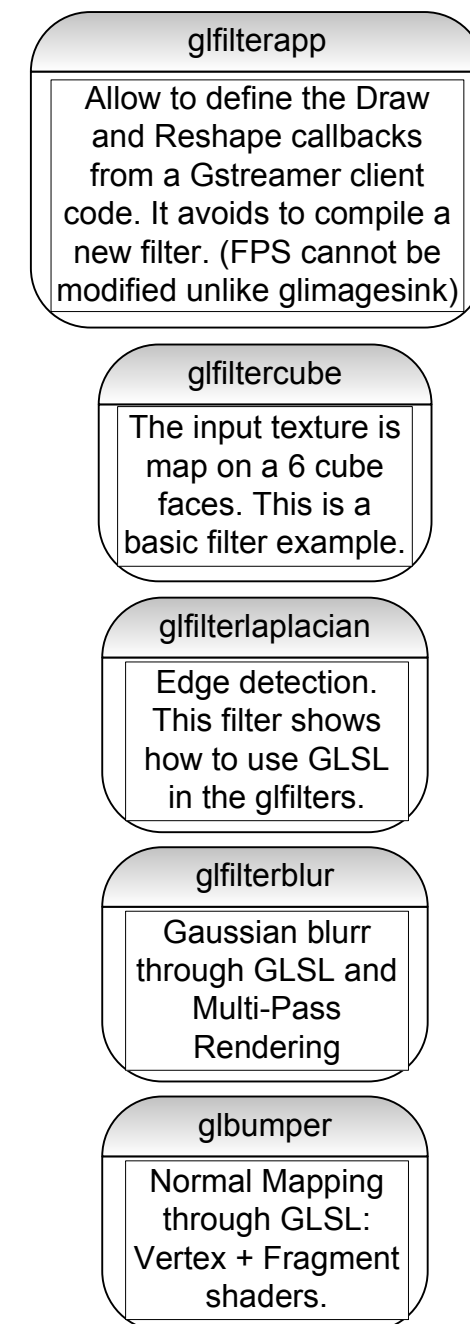 glfilterapp
Allow to define the Draw
and Reshape callbacks
from a Gstreamer client
code. It avoids to compile a
new filter. (FPS cannot be
modified unlike glimagesink)
glfiltercube
The input texture is
map on a 6 cube
faces. This is a
basic filter example.
glfilterlaplacian
Edge detection.
This filter shows
how to use GLSL
in the glfilters.
glfilterblur
Gaussian blurr
through GLSL and
Multi-Pass
Rendering
glbumper
Normal Mapping
through GLSL:
Vertex + Fragment
shaders.